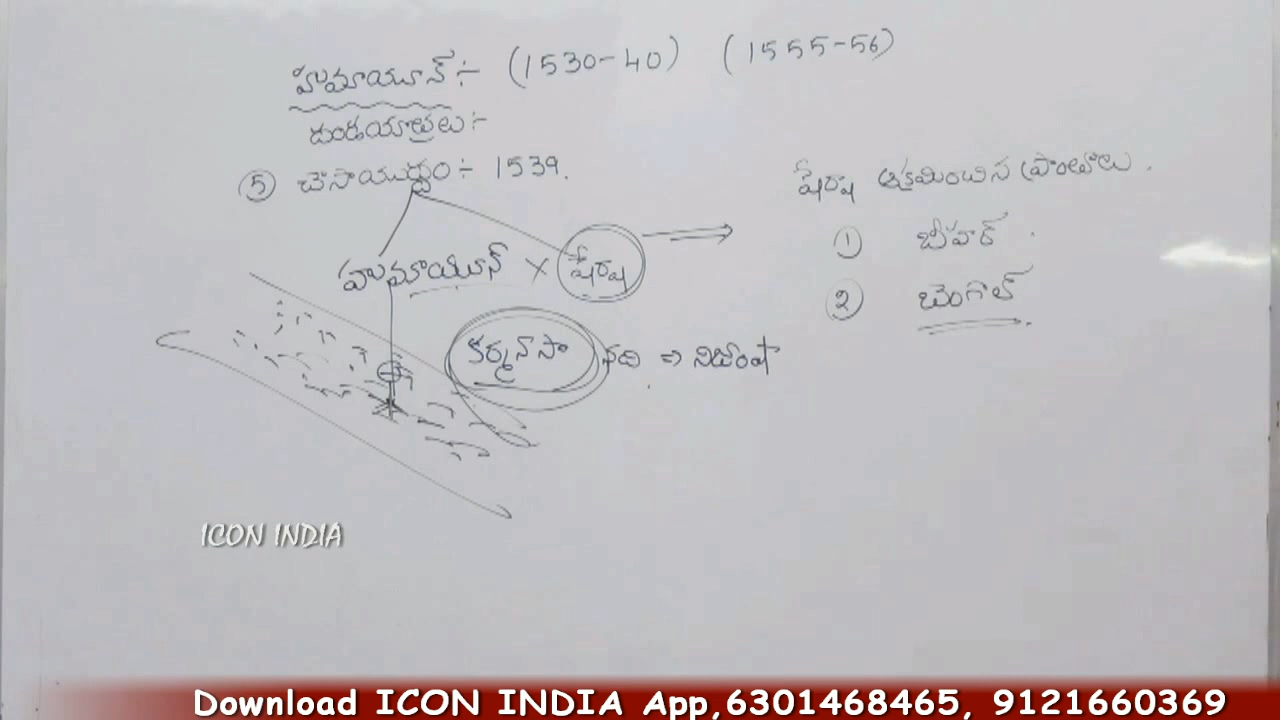 హుమాయూన్ :- (1530-40) (1555-56)
దండయాత్రలు :-
⑤ చౌసాయుద్ధం :- 1539.
హుమాయూన్ × షేర్షా
కర్మనాసా నది ⇒ నిజాంషా
షేర్షా ఆక్రమించిన ప్రాంతాలు.
① బీహార్
② బెంగాల్
ICON INDIA
Download ICON INDIA App,6301468465, 9121660369